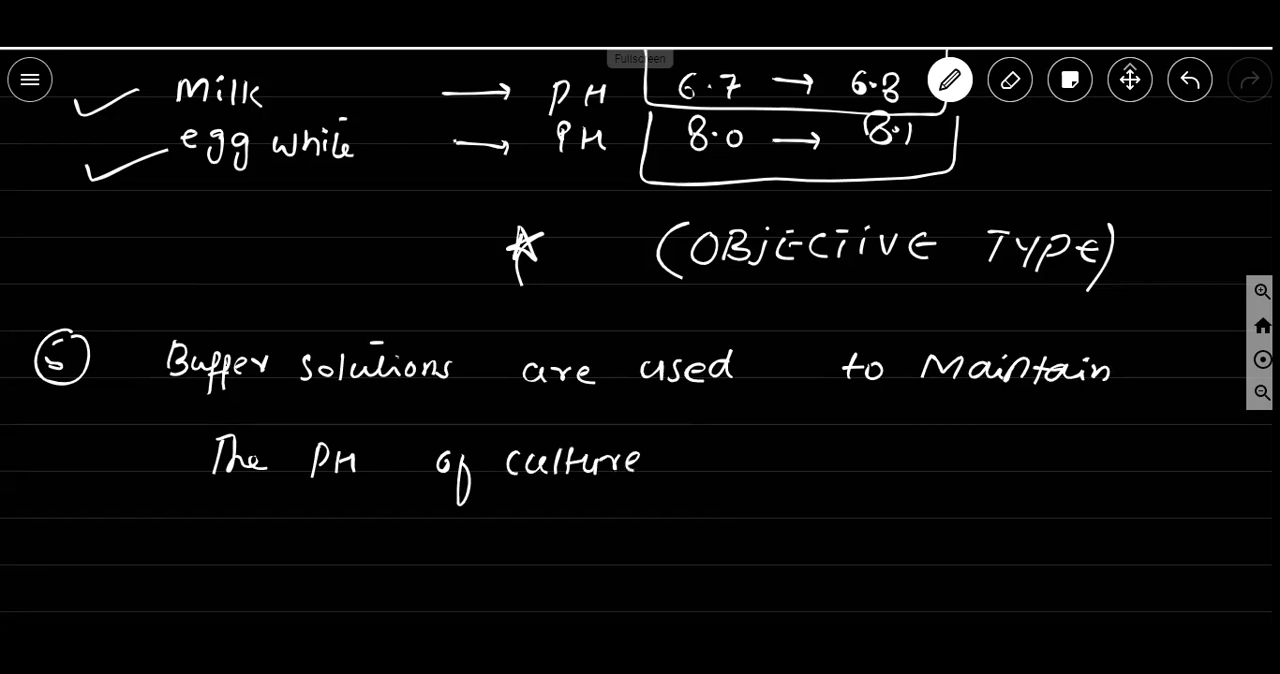 Fullscreen
Milk → PH 6.7 → 6.8
egg white → PH 8.0 → 8.1
(OBJECTIVE TYPE)
5 Buffer solutions are used to Maintain
The PH of culture